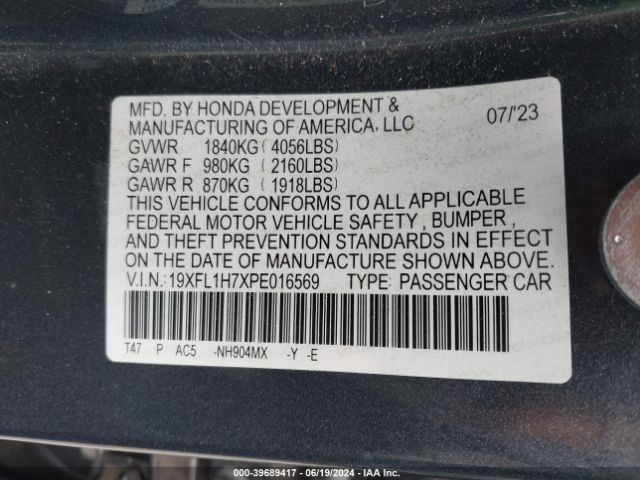 MFD. BY HONDA DEVELOPMENT &
MANUFACTURING OF AMERICA, LLC 07/'23
GVWR 1840KG ( 4056LBS)
GAWR F 980KG ( 2160LBS)
GAWR R 870KG ( 1918LBS)
THIS VEHICLE CONFORMS TO ALL APPLICABLE
FEDERAL MOTOR VEHICLE SAFETY , BUMPER ,
AND THEFT PREVENTION STANDARDS IN EFFECT
ON THE DATE OF MANUFACTURE SHOWN ABOVE.
V.I.N.:19XFL1H7XPE016569 TYPE: PASSENGER CAR
T47 P AC5 -NH904MX -Y -E
000-39689417 - 06/19/2024 - IAA Inc.